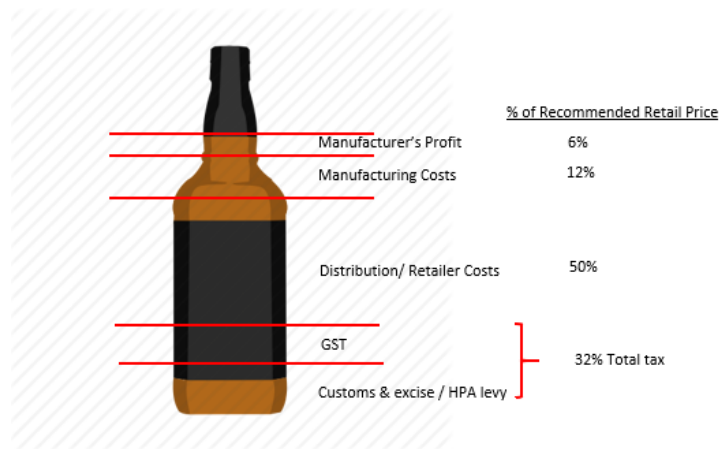 % of Recommended Retail Price
Manufacturer's Profit 6%
Manufacturing Costs 12%
Distribution/ Retailer Costs 50%
GST
32% Total tax
Customs & excise / HPA levy